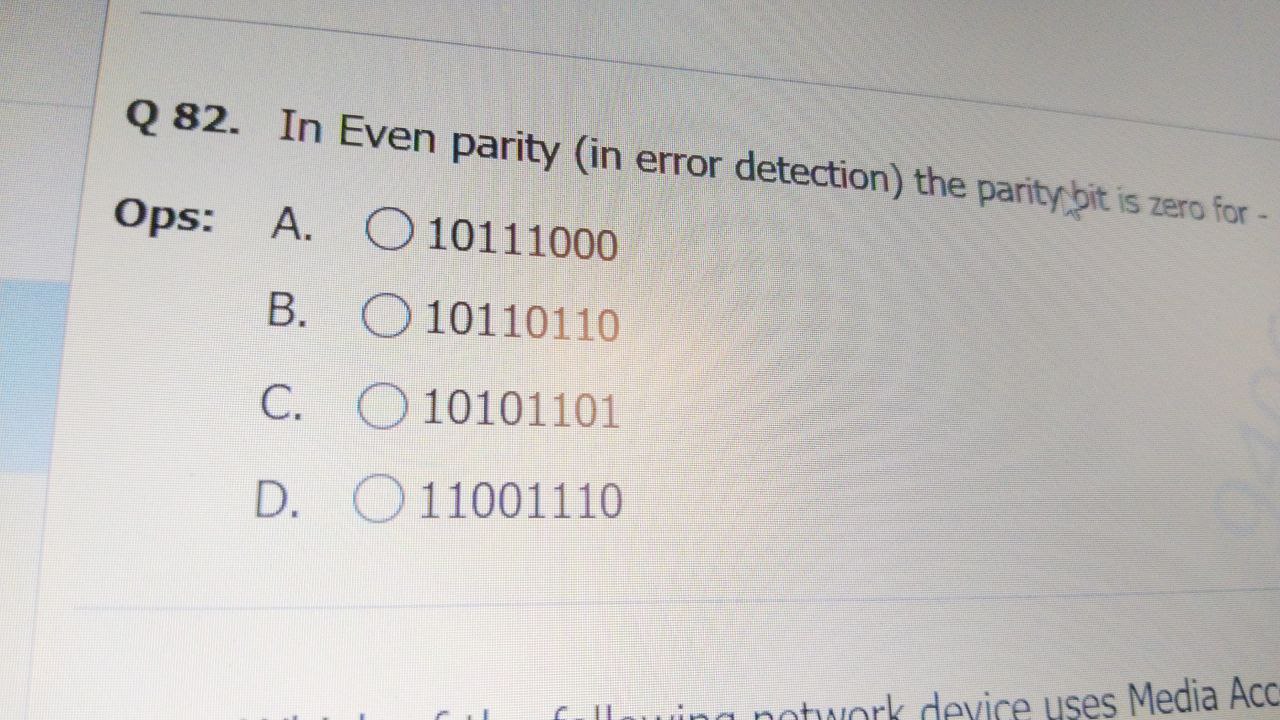 Q 82. In Even parity (in error detection) the parity bit is zero for -
Ops: A. 10111000
B. 10110110
C. 10101101
D. 11001110
following network device uses Media Acc